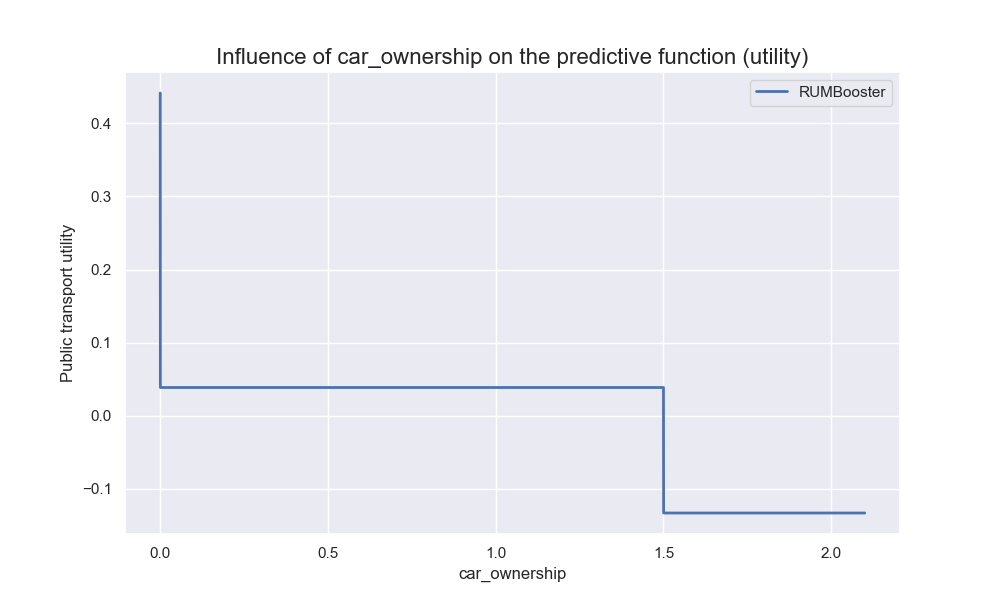 Influence of car_ownership on the predictive function (utility)
RUMBooster
Public transport utility
0.4
0.3
0.2
0.1
0.0
−0.1
0.0 0.5 1.0 1.5 2.0
car_ownership